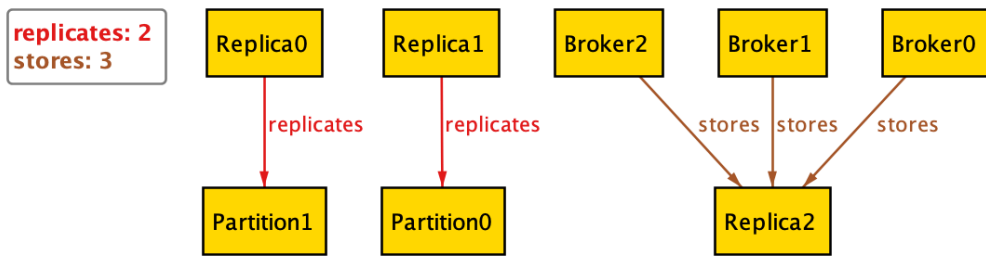 replicates: 2
stores: 3
Replica0
Replica1
Broker2
Broker1
Broker0
replicates
replicates
stores
stores
stores
Partition1
Partition0
Replica2